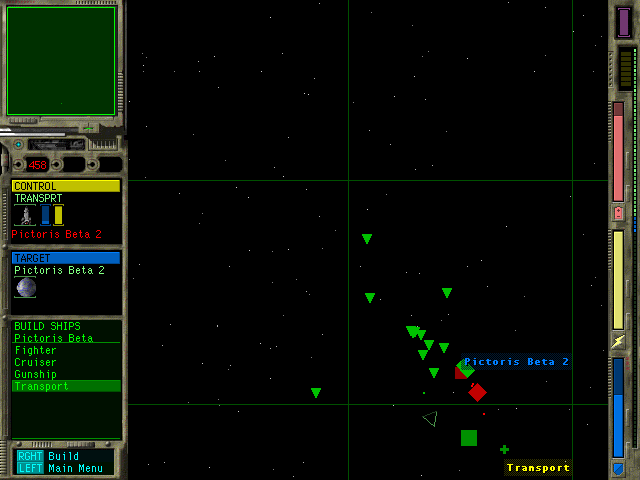 458
CONTROL
TRANSPRT
Pictoris Beta 2
TARGET
Pictoris Beta 2
BUILD SHIPS
Pictoris Beta
Fighter
Cruiser
Gunship
Transport
RGHT Build
LEFT Main Menu
Pictoris Beta 2
Transport